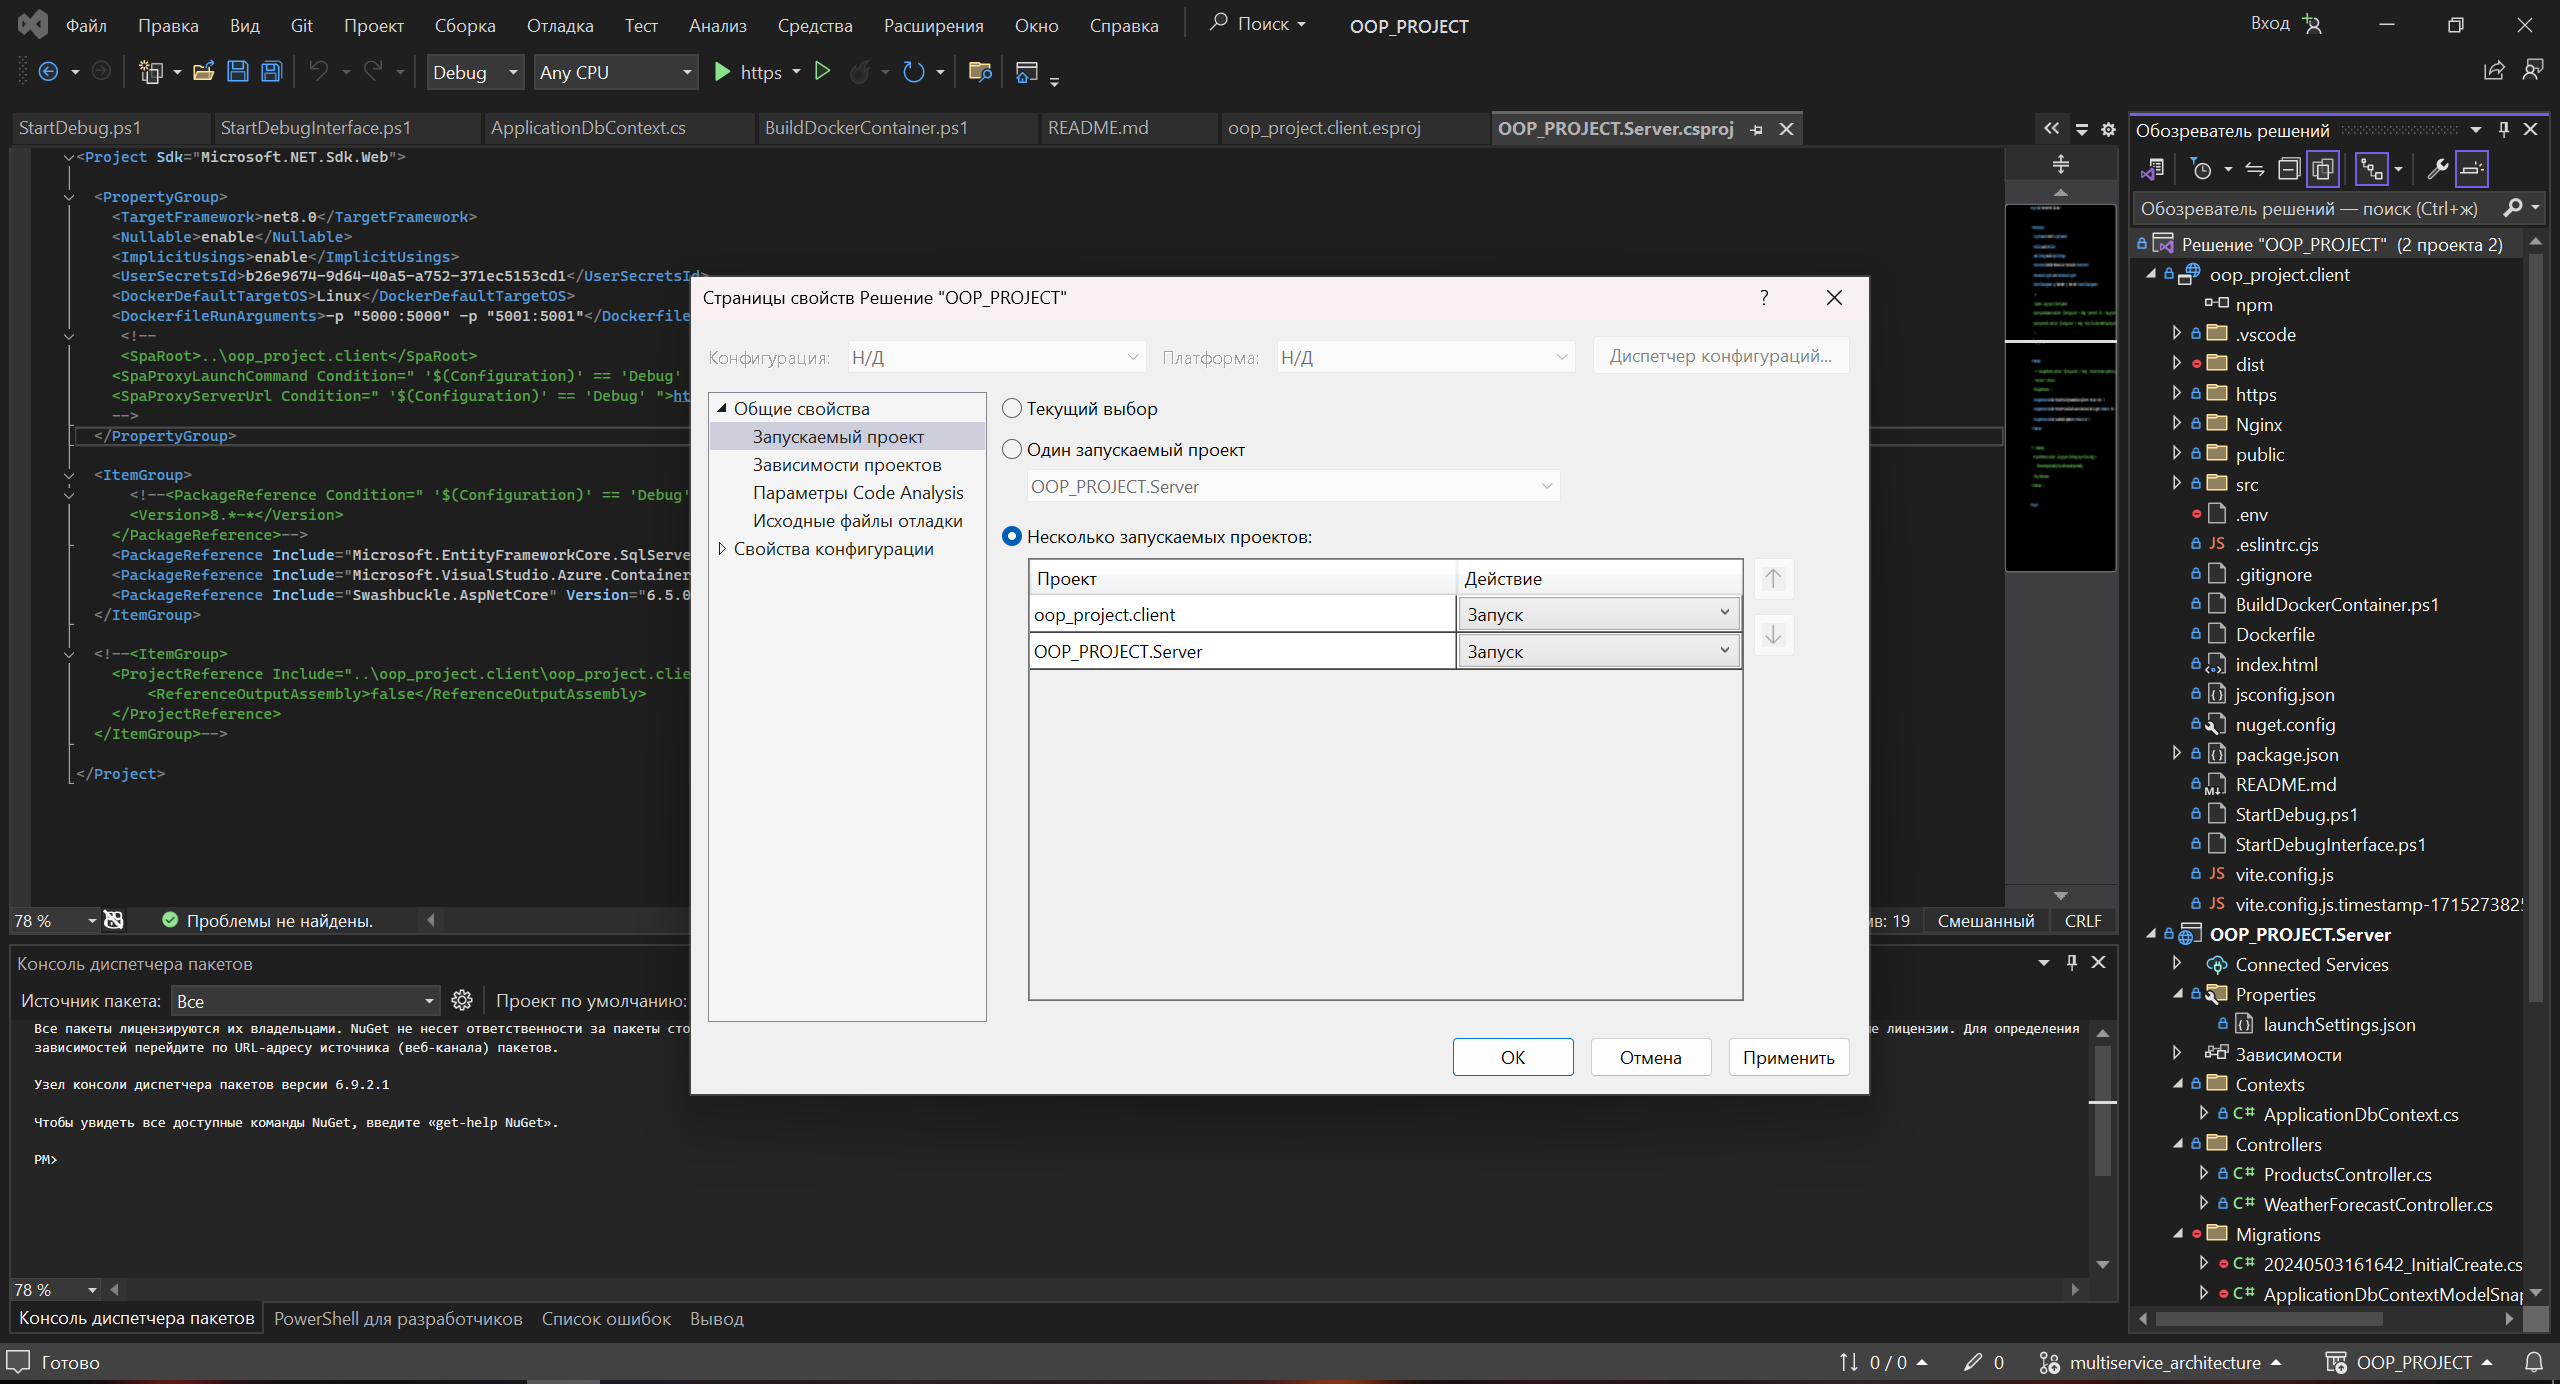 Файл Правка Вид Git Проект Сборка Отладка Тест Анализ Средства Расширения Окно Справка Поиск OOP_PROJECT Вход
Debug Any CPU https
StartDebug.ps1 StartDebugInterface.ps1 ApplicationDbContext.cs BuildDockerContainer.ps1 README.md oop_project.client.esproj OOP_PROJECT.Server.csproj
<Project Sdk="Microsoft.NET.Sdk.Web">
<PropertyGroup>
<TargetFramework>net8.0</TargetFramework>
<Nullable>enable</Nullable>
<ImplicitUsings>enable</ImplicitUsings>
<UserSecretsId>b26e9674-9d64-40a5-a752-371ec5153cd1</UserSecretsId>
<DockerDefaultTargetOS>Linux</DockerDefaultTargetOS>
<DockerfileRunArguments>-p "5000:5000" -p "5001:5001"</Dockerfile
<!--
<SpaRoot>..\oop_project.client</SpaRoot>
<SpaProxyLaunchCommand Condition=" '$(Configuration)' == 'Debug'
<SpaProxyServerUrl Condition=" '$(Configuration)' == 'Debug' ">ht
-->
</PropertyGroup>
<ItemGroup>
<!--<PackageReference Condition=" '$(Configuration)' == 'Debug'
<Version>8.*-*</Version>
</PackageReference>-->
<PackageReference Include="Microsoft.EntityFrameworkCore.SqlServe
<PackageReference Include="Microsoft.VisualStudio.Azure.Container
<PackageReference Include="Swashbuckle.AspNetCore" Version="6.5.0
</ItemGroup>
<!--<ItemGroup>
<ProjectReference Include="..\oop_project.client\oop_project.clie
<ReferenceOutputAssembly>false</ReferenceOutputAssembly>
</ProjectReference>
</ItemGroup>-->
</Project>
78 % Проблемы не найдены. ив: 19 Смешанный CRLF
Страницы свойств Решение "OOP_PROJECT" ?
Конфигурация: Н/Д Платформа: Н/Д Диспетчер конфигураций...
Общие свойства
Запускаемый проект
Зависимости проектов
Параметры Code Analysis
Исходные файлы отладки
Свойства конфигурации
Текущий выбор
Один запускаемый проект
OOP_PROJECT.Server
Несколько запускаемых проектов:
Проект Действие
oop_project.client Запуск
OOP_PROJECT.Server Запуск
OK Отмена Применить
Консоль диспетчера пакетов
Источник пакета: Все Проект по умолчанию:
Все пакеты лицензируются их владельцами. NuGet не несет ответственности за пакеты сто е лицензии. Для определения
зависимостей перейдите по URL-адресу источника (веб-канала) пакетов.
Узел консоли диспетчера пакетов версии 6.9.2.1
Чтобы увидеть все доступные команды NuGet, введите «get-help NuGet».
PM>
78 %
Консоль диспетчера пакетов PowerShell для разработчиков Список ошибок Вывод
Обозреватель решений
Обозреватель решений — поиск (Ctrl+ж)
Решение "OOP_PROJECT" (2 проекта 2)
oop_project.client
npm
.vscode
dist
https
Nginx
public
src
.env
JS .eslintrc.cjs
.gitignore
BuildDockerContainer.ps1
Dockerfile
index.html
jsconfig.json
nuget.config
package.json
README.md
StartDebug.ps1
StartDebugInterface.ps1
JS vite.config.js
JS vite.config.js.timestamp-1715273825
OOP_PROJECT.Server
Connected Services
Properties
launchSettings.json
Зависимости
Contexts
C# ApplicationDbContext.cs
Controllers
C# ProductsController.cs
C# WeatherForecastController.cs
Migrations
C# 20240503161642_InitialCreate.cs
C# ApplicationDbContextModelSnap
Готово 0 / 0 0 multiservice_architecture OOP_PROJECT